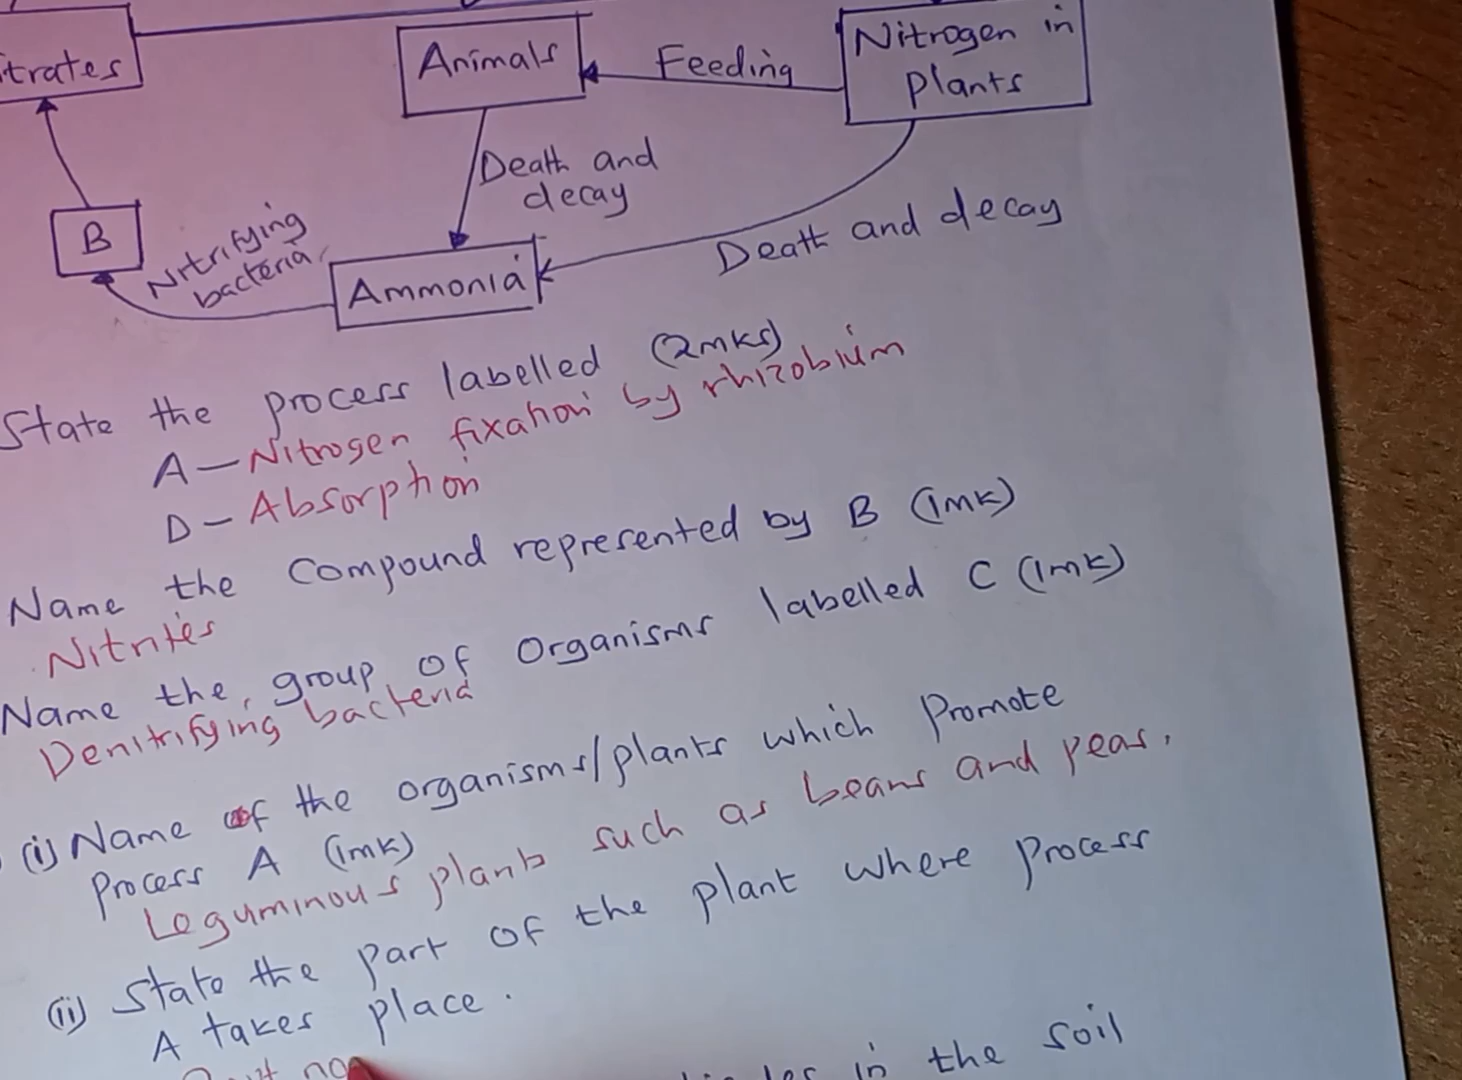 trates
Animals
Feeding
Nitrogen in
plants
Death and
decay
B
Nitrifying
bacteria
Ammonia
Death and decay
State the process labelled (2mks)
A - Nitrogen fixation by rhizobium
D - Absorption
Name the Compound represented by B (1mk)
Nitrites
Name the group of Organisms labelled C (1mk)
Denitrifying bacteria
(i) Name of the organisms/plants which Promote
Process A (1mk)
Leguminous plants such as beans and peas.
(ii) State the part of the plant where process
A takes place.
in the soil